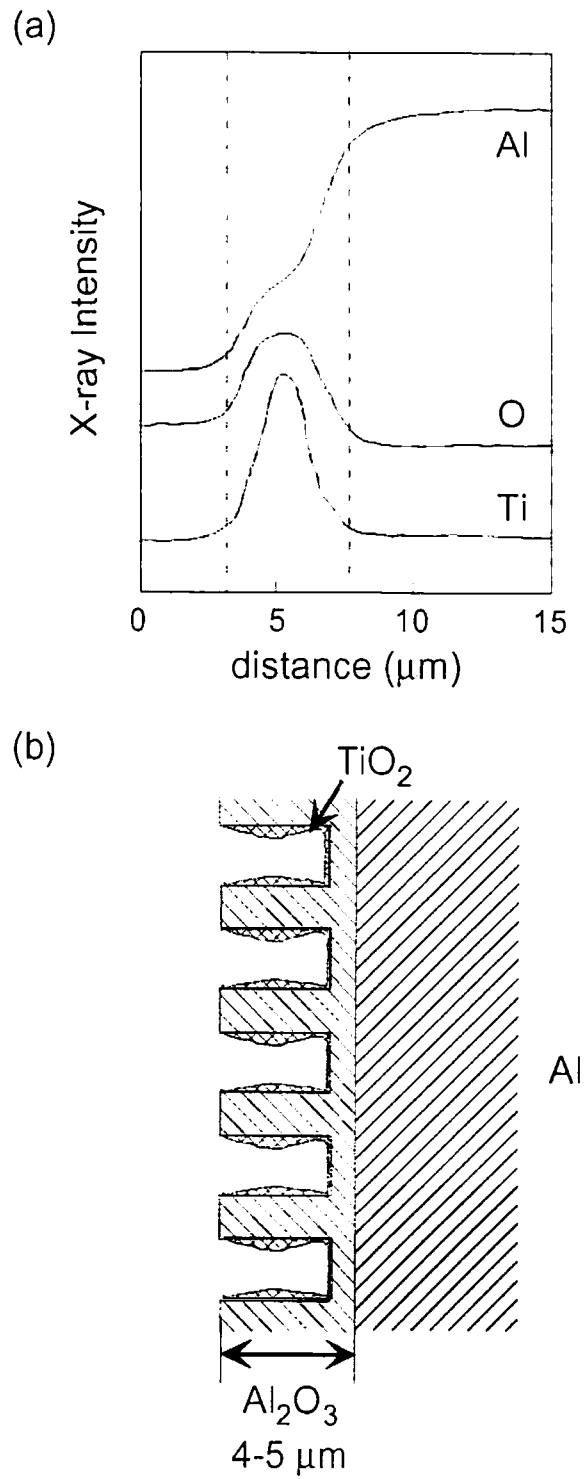 (a)
Al
X-ray Intensity
O
Ti
0 5 10 15
distance (μm)
(b)
TiO₂
Al
Al₂O₃
4-5 μm